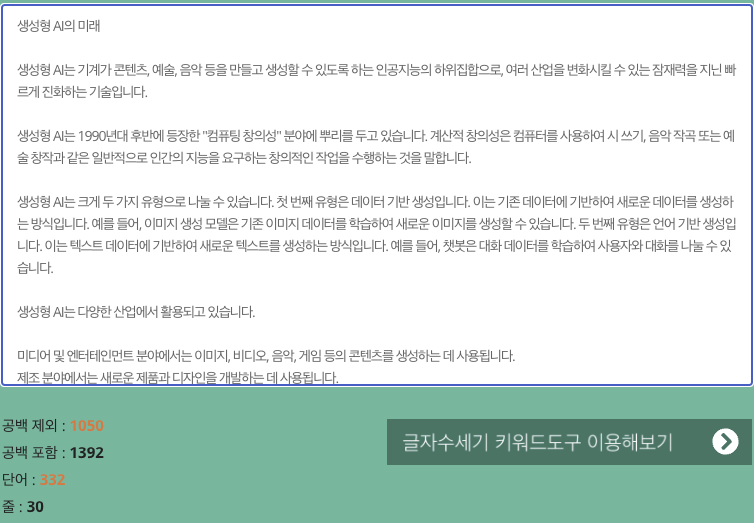 생성형 AI의 미래
생성형 AI는 기계가 콘텐츠, 예술, 음악 등을 만들고 생성할 수 있도록 하는 인공지능의 하위집합으로, 여러 산업을 변화시킬 수 있는 잠재력을 지닌 빠
르게 진화하는 기술입니다.
생성형 AI는 1990년대 후반에 등장한 "컴퓨팅 창의성" 분야에 뿌리를 두고 있습니다. 계산적 창의성은 컴퓨터를 사용하여 시 쓰기, 음악 작곡 또는 예
술 창작과 같은 일반적으로 인간의 지능을 요구하는 창의적인 작업을 수행하는 것을 말합니다.
생성형 AI는 크게 두 가지 유형으로 나눌 수 있습니다. 첫 번째 유형은 데이터 기반 생성입니다. 이는 기존 데이터에 기반하여 새로운 데이터를 생성하
는 방식입니다. 예를 들어, 이미지 생성 모델은 기존 이미지 데이터를 학습하여 새로운 이미지를 생성할 수 있습니다. 두 번째 유형은 언어 기반 생성입
니다. 이는 텍스트 데이터에 기반하여 새로운 텍스트를 생성하는 방식입니다. 예를 들어, 챗봇은 대화 데이터를 학습하여 사용자와 대화를 나눌 수 있
습니다.
생성형 AI는 다양한 산업에서 활용되고 있습니다.
미디어 및 엔터테인먼트 분야에서는 이미지, 비디오, 음악, 게임 등의 콘텐츠를 생성하는 데 사용됩니다.
제조 분야에서는 새로운 제품과 디자인을 개발하는 데 사용됩니다.
공백 제외 : 1050
공백 포함 : 1392
단어 : 332
줄 : 30
글자수세기 키워드도구 이용해보기